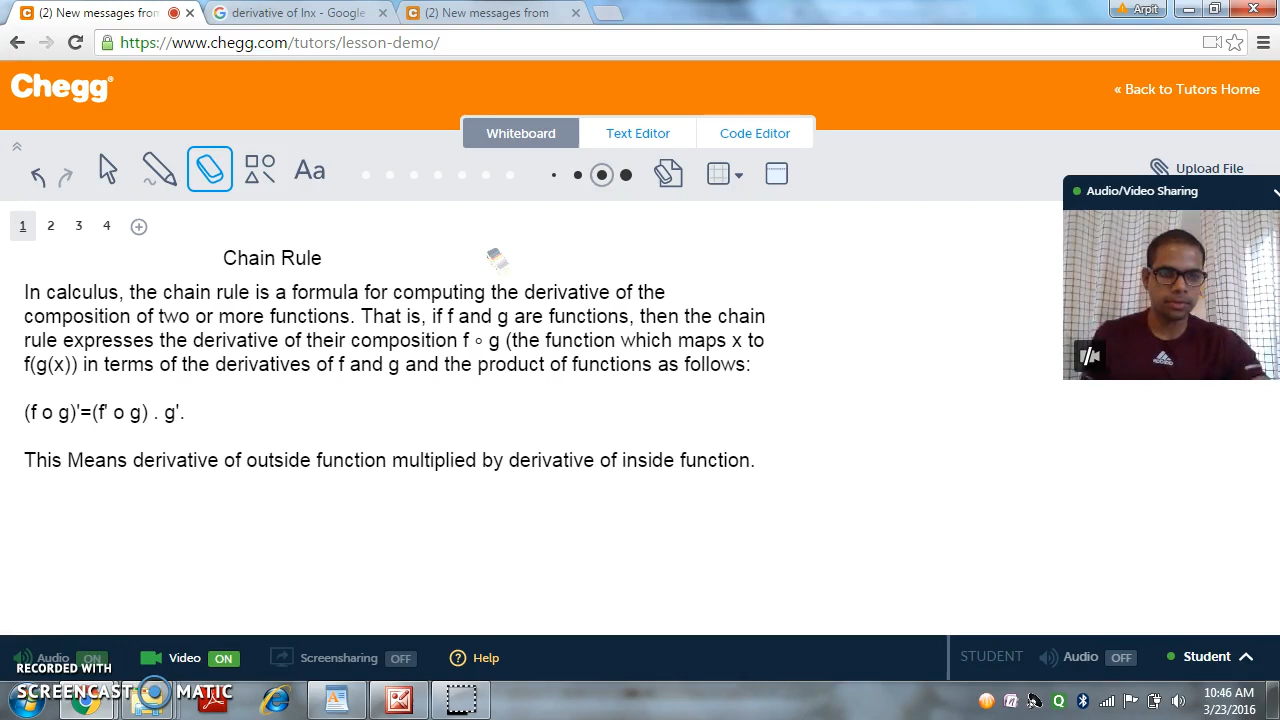 (2) New messages from
derivative of lnx - Google
(2) New messages from
Arpit
https://www.chegg.com/tutors/lesson-demo/
Chegg
« Back to Tutors Home
Whiteboard
Text Editor
Code Editor
Aa
Upload File
Audio/Video Sharing
1 2 3 4
Chain Rule
In calculus, the chain rule is a formula for computing the derivative of the
composition of two or more functions. That is, if f and g are functions, then the chain
rule expresses the derivative of their composition f ∘ g (the function which maps x to
f(g(x)) in terms of the derivatives of f and g and the product of functions as follows:
(f o g)'=(f' o g) . g'.
This Means derivative of outside function multiplied by derivative of inside function.
adidas
Audio ON
Video ON
Screensharing OFF
? Help
STUDENT
Audio OFF
Student
RECORDED WITH
SCREENCAST MATIC
10:46 AM
3/23/2016